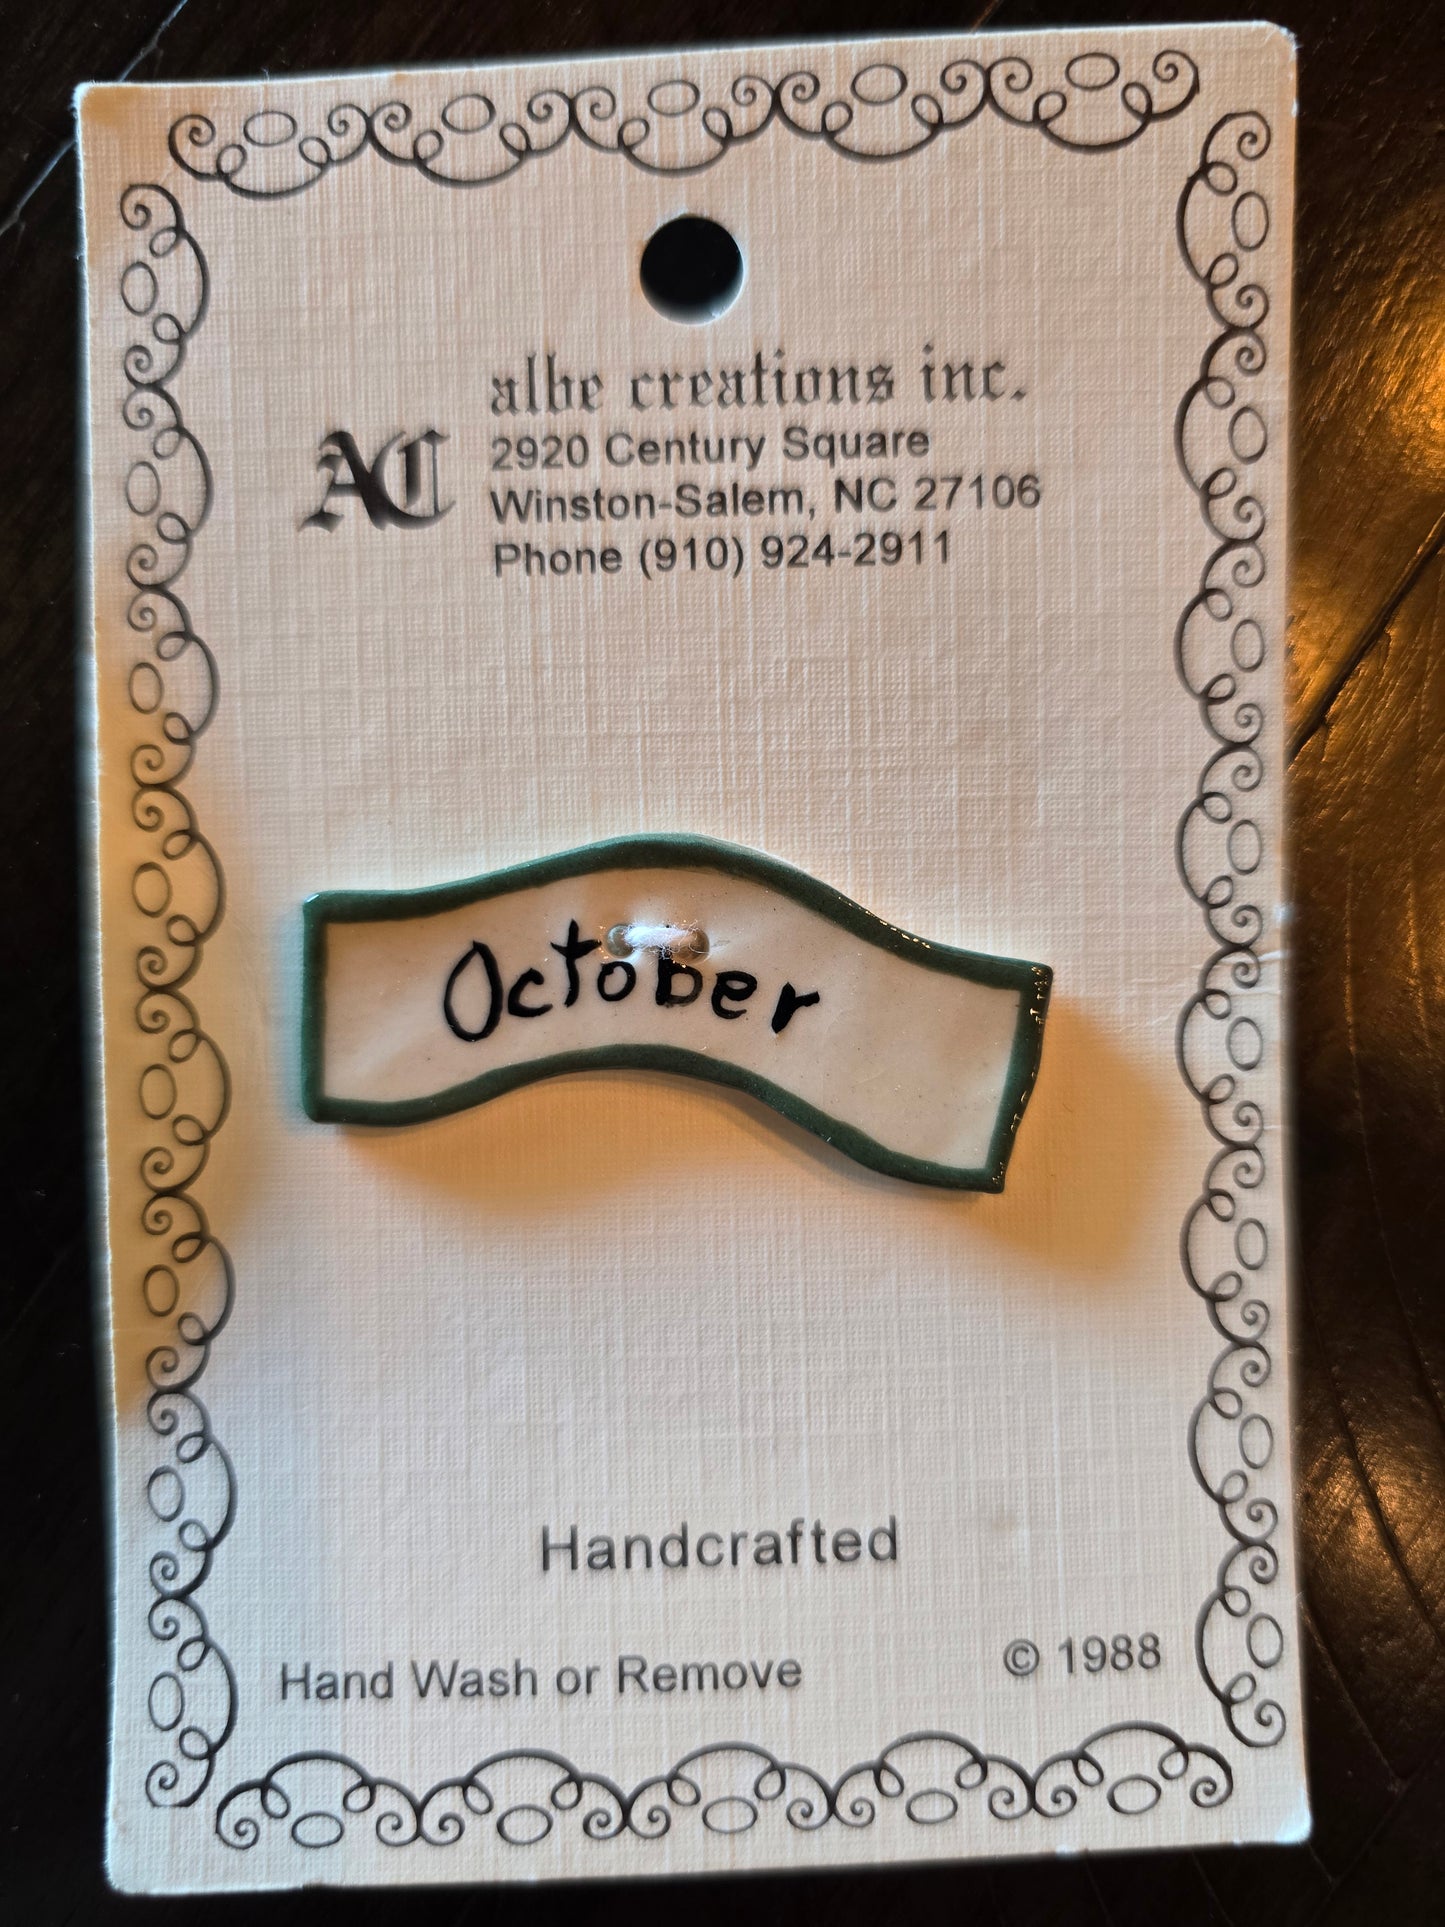 albe creations inc.
AC
2920 Century Square
Winston-Salem, NC 27106
Phone (910) 924-2911
October
Handcrafted
Hand Wash or Remove
© 1988